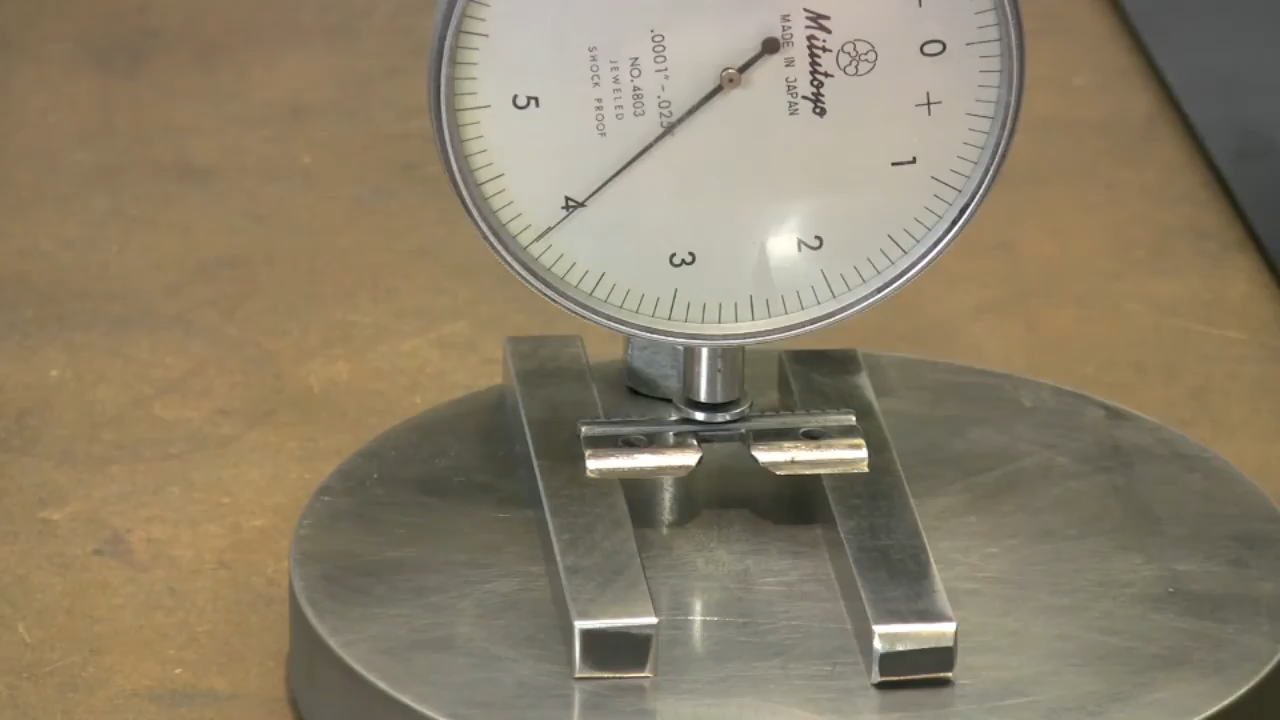 Mitutoyo
MADE IN JAPAN
.0001"-.025
NO.4803
JEWELED
SHOCK PROOF
-
0
+
1
2
3
4
5